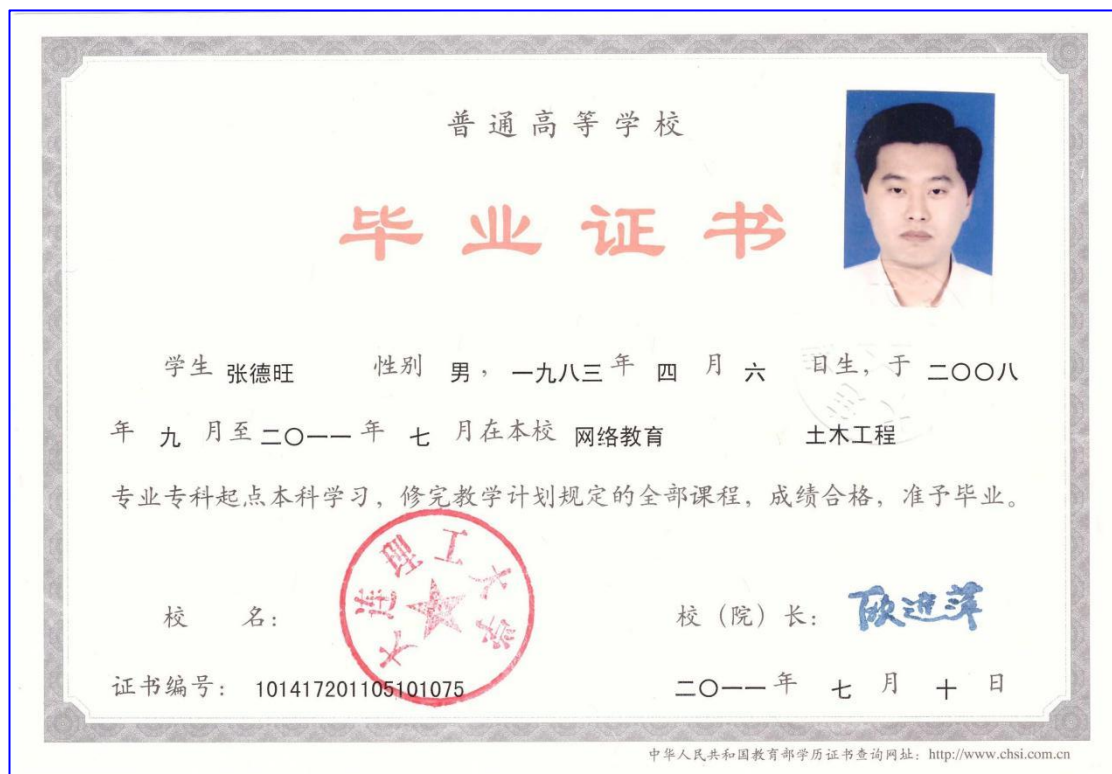 普通高等学校
毕业证书
学生 张德旺 性别 男，一九八三 年 四 月 六 日生，于 二〇〇八
年 九 月至 二〇一一 年 七 月在本校 网络教育 土木工程
专业专科起点本科学习，修完教学计划规定的全部课程，成绩合格，准予毕业。
大连理工大学
校 名： 校（院）长：欧进萍
证书编号： 101417201105101075 二〇一一 年 七 月 十 日
中华人民共和国教育部学历证书查询网址：http://www.chsi.com.cn